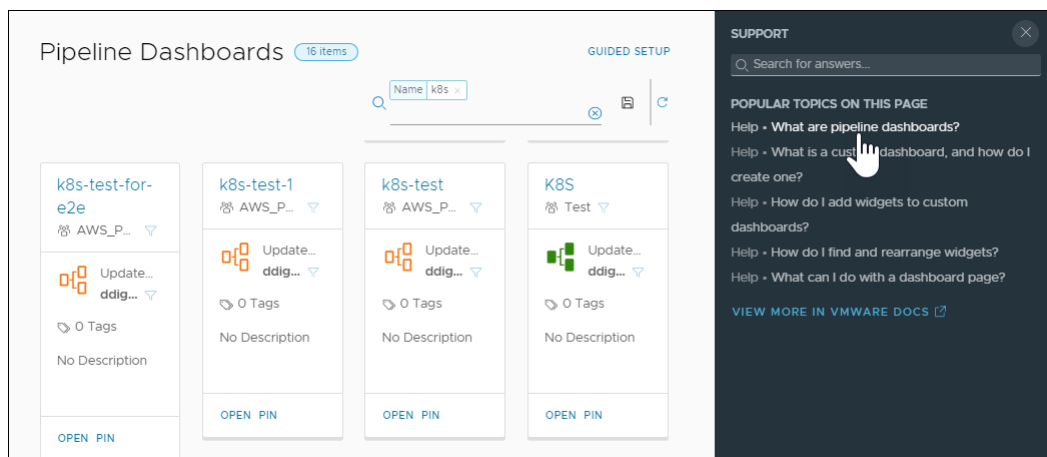 Pipeline Dashboards 16 items
GUIDED SETUP
Name k8s
k8s-test-for-
e2e
AWS_P...
Update...
ddig...
0 Tags
No Description
OPEN PIN
k8s-test-1
AWS_P...
Update...
ddig...
0 Tags
No Description
OPEN PIN
k8s-test
AWS_P...
Update...
ddig...
0 Tags
No Description
OPEN PIN
K8S
Test
Update...
ddig...
0 Tags
No Description
OPEN PIN
SUPPORT
Search for answers...
POPULAR TOPICS ON THIS PAGE
Help • What are pipeline dashboards?
Help • What is a dashboard, and how do I
create one?
Help • How do I add widgets to custom
dashboards?
Help • How do I find and rearrange widgets?
Help • What can I do with a dashboard page?
VIEW MORE IN VMWARE DOCS